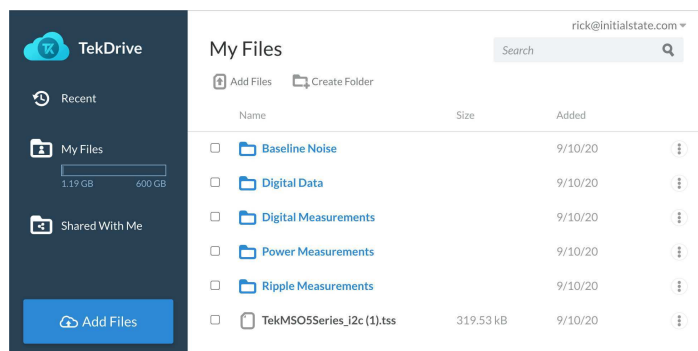 rick@initialstate.com
TekDrive
My Files
Search
Add Files Create Folder
Recent
Name Size Added
My Files
1.19 GB 600 GB
Shared With Me
Add Files
Baseline Noise 9/10/20
Digital Data 9/10/20
Digital Measurements 9/10/20
Power Measurements 9/10/20
Ripple Measurements 9/10/20
TekMSO5Series_i2c (1).tss 319.53 kB 9/10/20